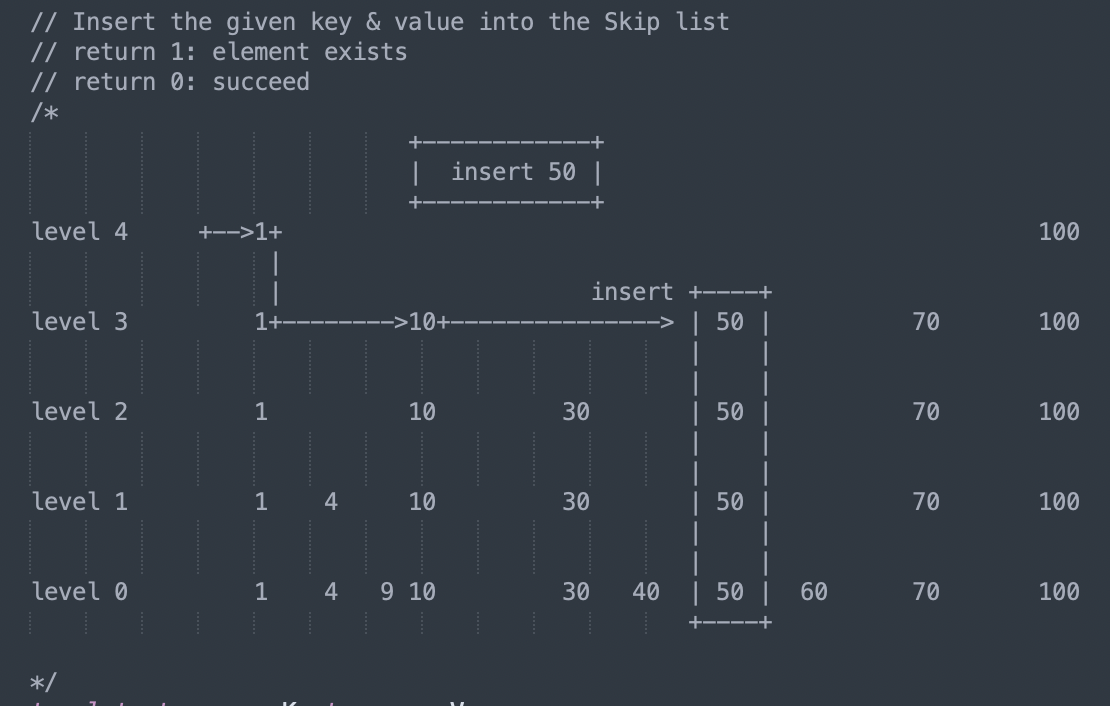 // Insert the given key & value into the Skip list
// return 1: element exists
// return 0: succeed
/*
                           +------------+
                           |  insert 50 |
                           +------------+
level 4     +-->1+                                                      100
                 |
                 |                      insert +----+
level 3         1+-------->10+---------------> | 50 |          70       100
                                               |    |
                                               |    |
level 2         1          10         30       | 50 |          70       100
                                               |    |
                                               |    |
level 1         1    4     10         30       | 50 |          70       100
                                               |    |
                                               |    |
level 0         1    4   9 10         30   40  | 50 |  60      70       100
                                               +----+

*/